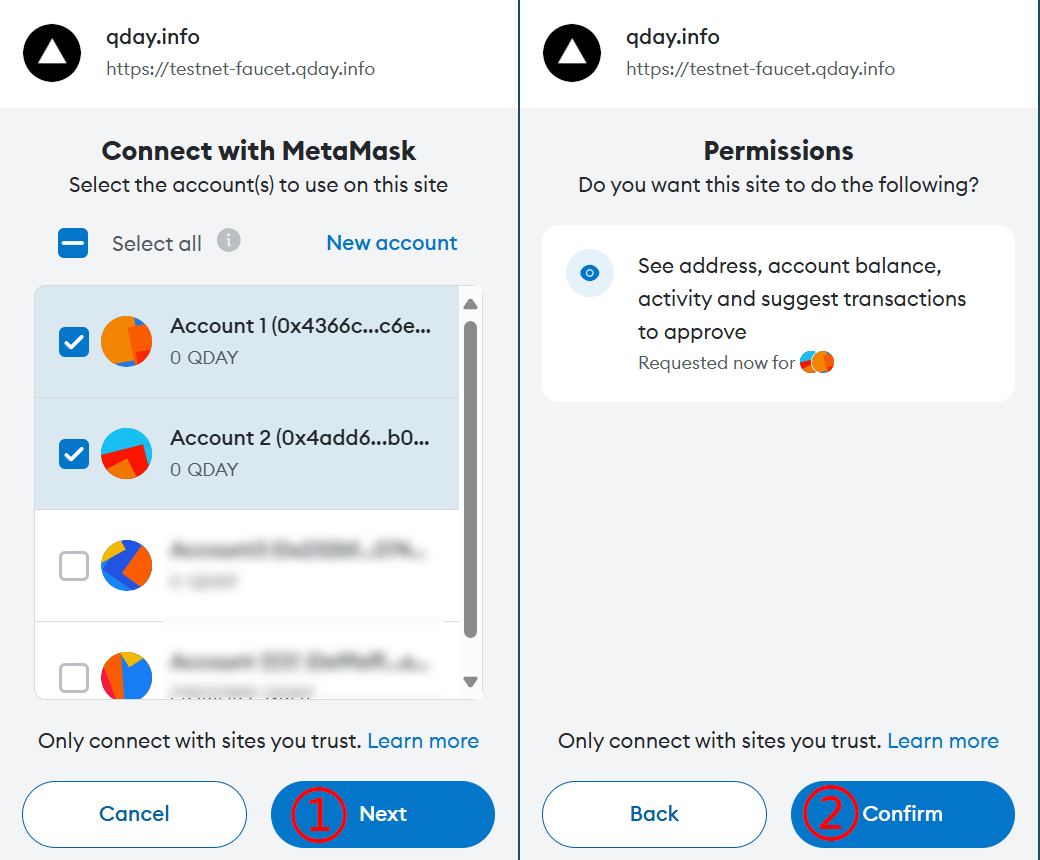 qday.info
https://testnet-faucet.qday.info
Connect with MetaMask
Select the account(s) to use on this site
Select all
New account
Account 1 (0x4366c...c6e...
0 QDAY
Account 2 (0x4add6...b0...
0 QDAY
Only connect with sites you trust. Learn more
Cancel
1 Next
qday.info
https://testnet-faucet.qday.info
Permissions
Do you want this site to do the following?
See address, account balance,
activity and suggest transactions
to approve
Requested now for
Only connect with sites you trust. Learn more
Back
2 Confirm